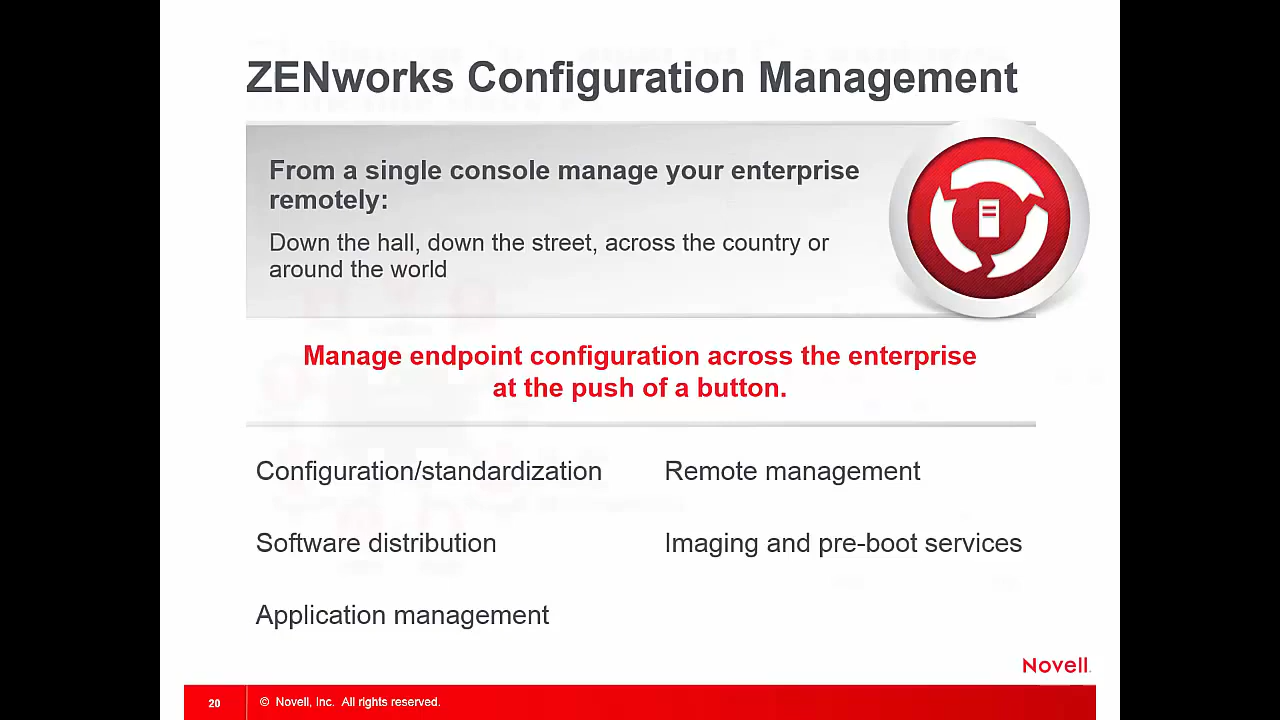 ZENworks Configuration Management
From a single console manage your enterprise
remotely:
Down the hall, down the street, across the country or
around the world
Manage endpoint configuration across the enterprise
at the push of a button.
Configuration/standardization
Remote management
Software distribution
Imaging and pre-boot services
Application management
Novell.
20
© Novell, Inc. All rights reserved.